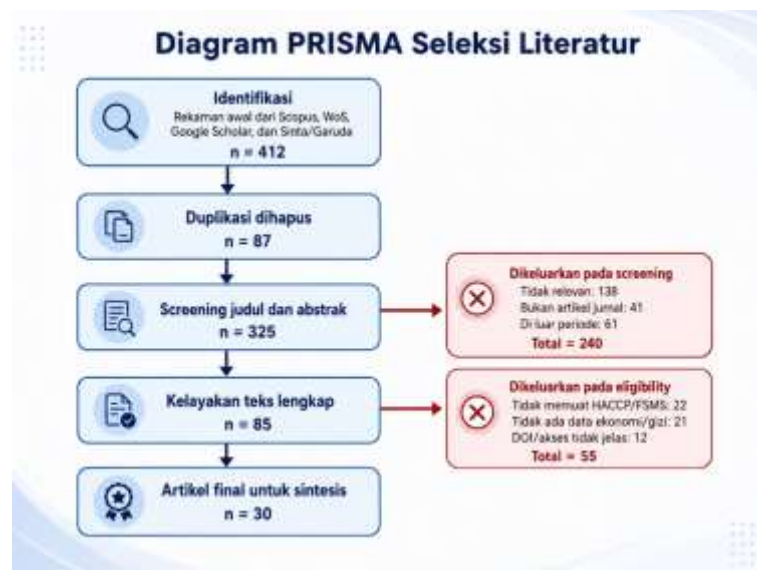 Diagram PRISMA Seleksi Literatur
Identifikasi
Rekaman awal dari Scopus, WoS,
Google Scholar, dan Sinta/Garuda
n = 412
Duplikasi dihapus
n = 87
Screening judul dan abstrak
n = 325
Dikeluarkan pada screening
Tidak relevan: 138
Bukan artikel jurnal: 41
Di luar periode: 61
Total = 240
Kelayakan teks lengkap
n = 85
Dikeluarkan pada eligibility
Tidak memuat HACCP/FSMS: 22
Tidak ada data ekonomi/gizi: 21
DOI/akses tidak jelas: 12
Total = 55
Artikel final untuk sintesis
n = 30